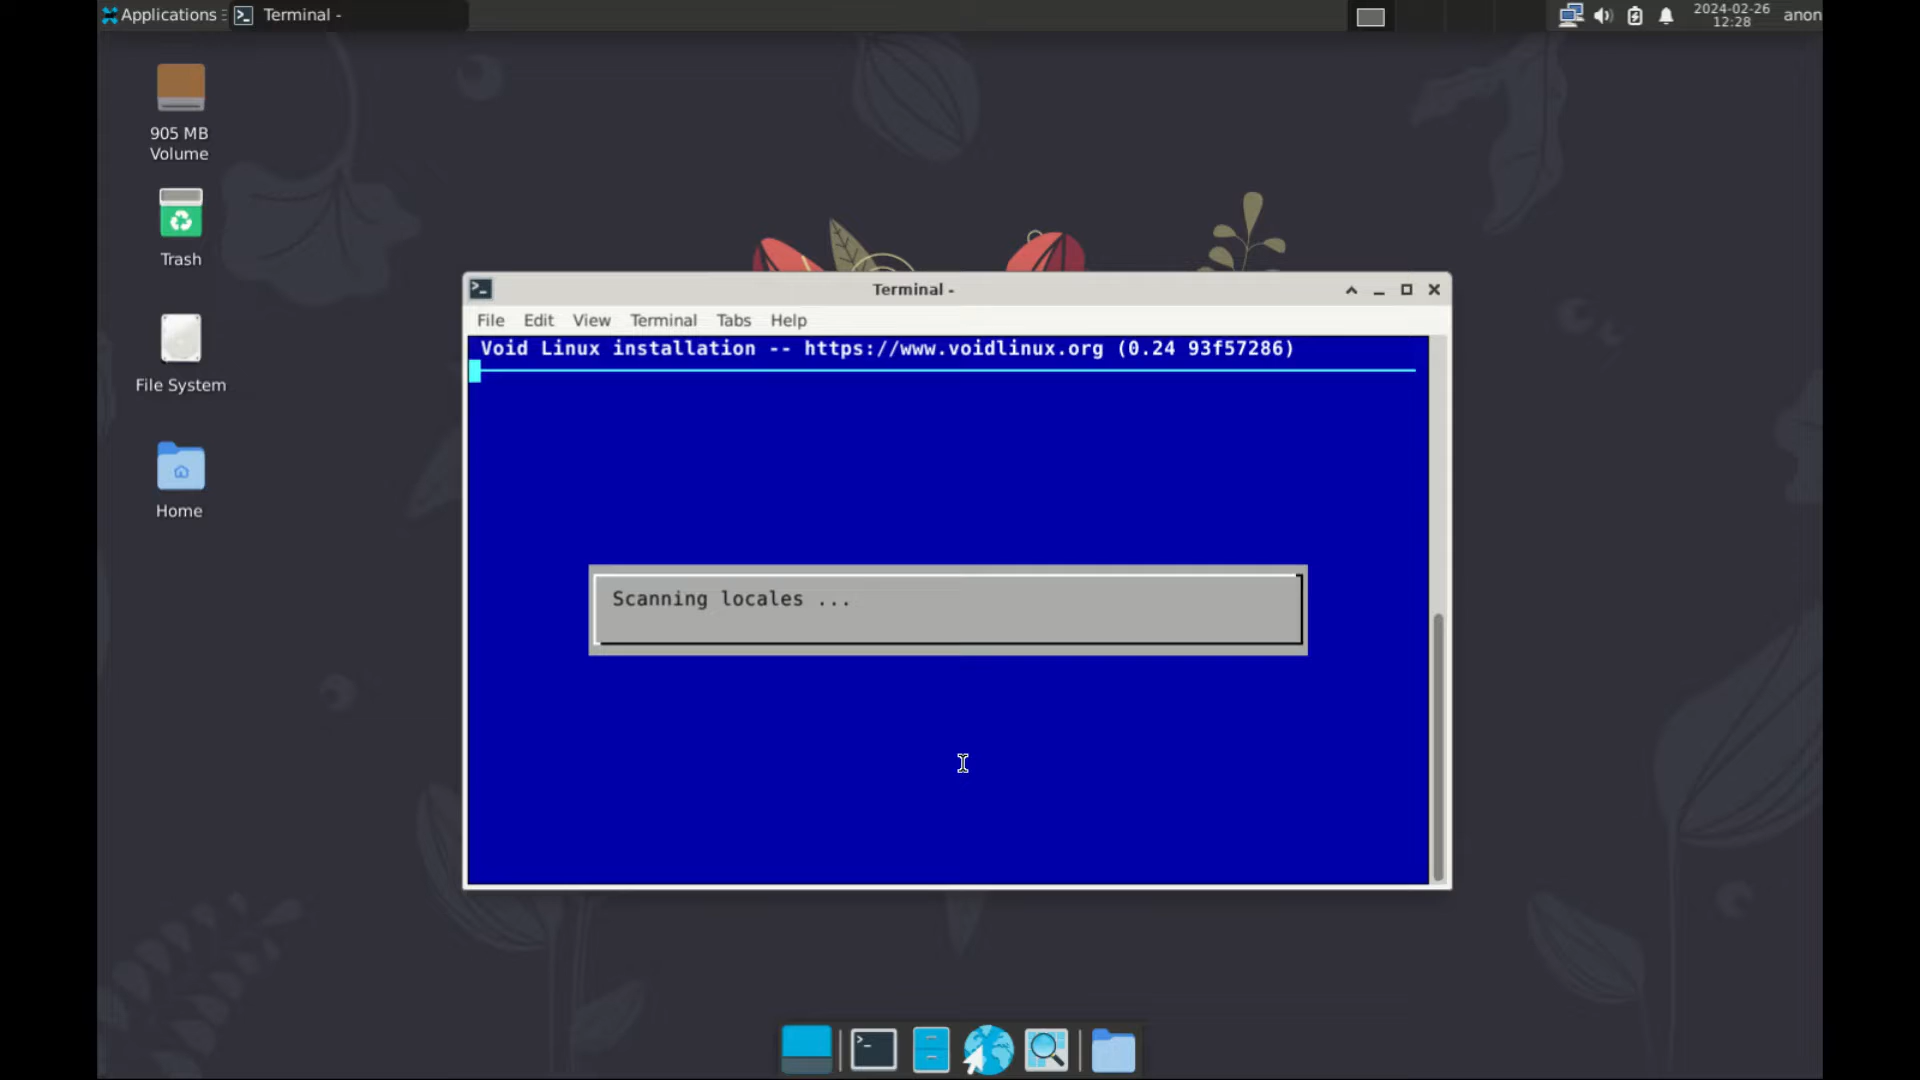 Applications
Terminal -
2024-02-26
12:28
anon
905 MB
Volume
Trash
File System
Home
Terminal -
File Edit View Terminal Tabs Help
Void Linux installation -- https://www.voidlinux.org (0.24 93f57286)
Scanning locales ...